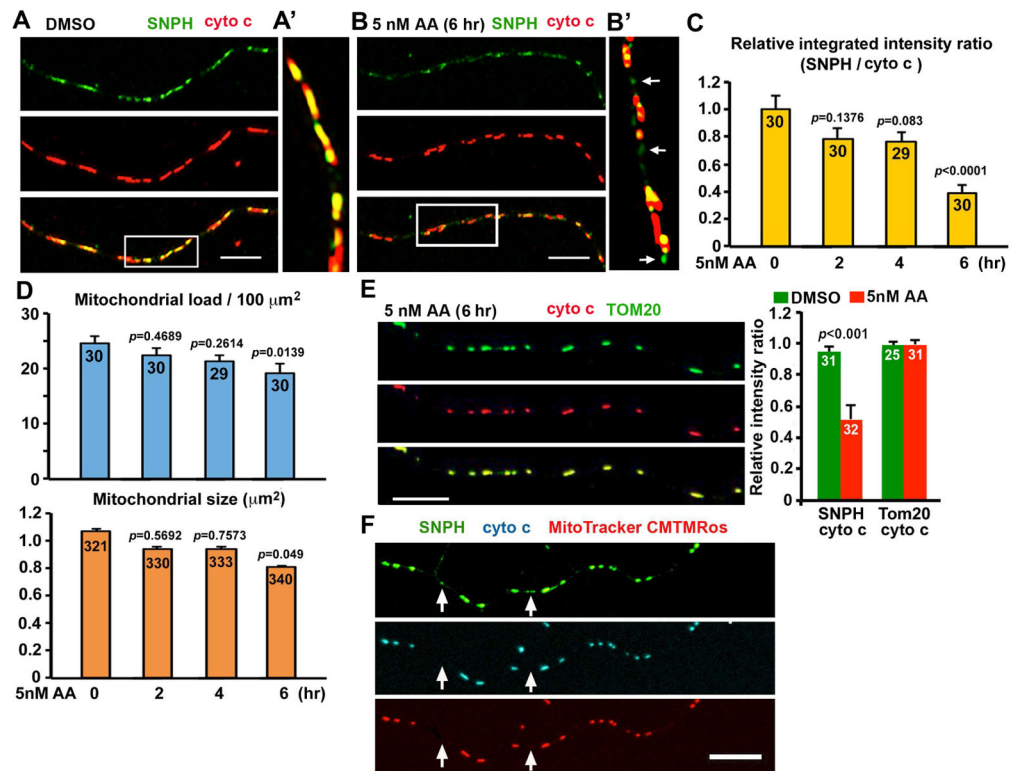 A DMSO SNPH cyto c A'
B 5 nM AA (6 hr) SNPH cyto c B'
C
Relative integrated intensity ratio
(SNPH / cyto c )
1.2
1.0
0.8
0.6
0.4
0.2
0
30
p=0.1376
30
p=0.083
29
p<0.0001
30
5nM AA 0 2 4 6 (hr)
D
Mitochondrial load / 100 μm2
30
20
10
0
30
p=0.4689
30
p=0.2614
29
p=0.0139
30
Mitochondrial size (μm2)
1.2
1.0
0.8
0.6
0.4
0.2
0
321
p=0.5692
330
p=0.7573
333
p=0.049
340
5nM AA 0 2 4 6 (hr)
E
5 nM AA (6 hr) cyto c TOM20
DMSO
5nM AA
Relative intensity ratio
1.2
1.0
0.8
0.6
0.4
0.2
0
p<0.001
31
32
25
31
SNPH Tom20
cyto c cyto c
F
SNPH cyto c MitoTracker CMTMRos